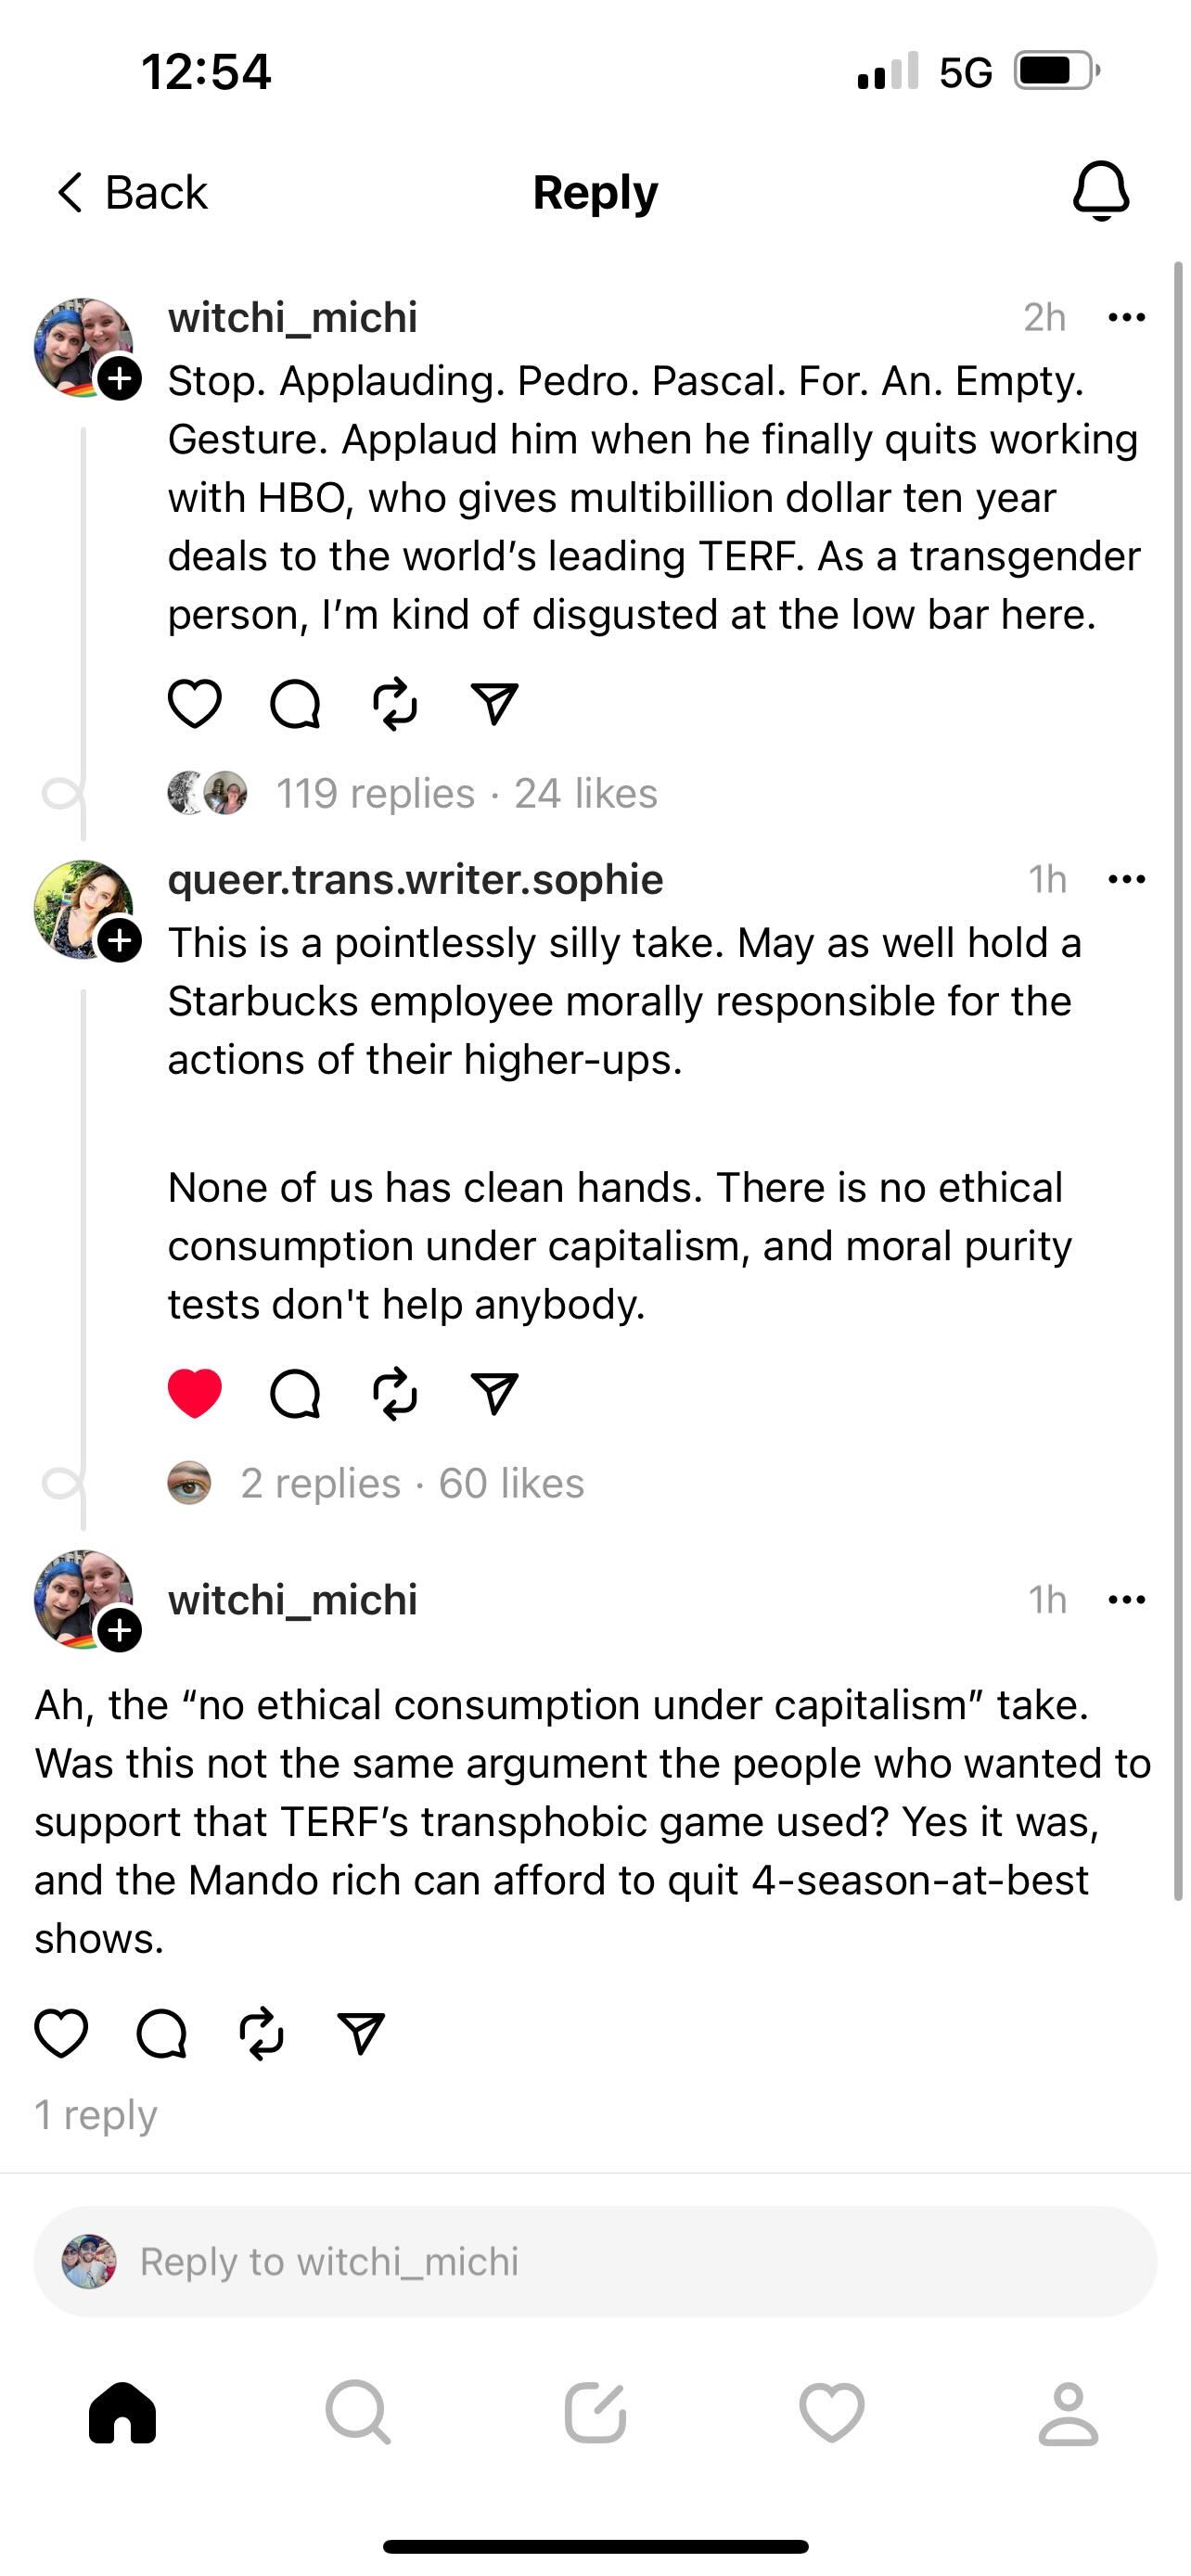 12:54
5G
Back
Reply
witchi_michi
2h
Stop. Applauding. Pedro. Pascal. For. An. Empty.
Gesture. Applaud him when he finally quits working
with HBO, who gives multibillion dollar ten year
deals to the world’s leading TERF. As a transgender
person, I’m kind of disgusted at the low bar here.
119 replies · 24 likes
queer.trans.writer.sophie
1h
This is a pointlessly silly take. May as well hold a
Starbucks employee morally responsible for the
actions of their higher-ups.
None of us has clean hands. There is no ethical
consumption under capitalism, and moral purity
tests don't help anybody.
2 replies · 60 likes
witchi_michi
1h
Ah, the “no ethical consumption under capitalism” take.
Was this not the same argument the people who wanted to
support that TERF’s transphobic game used? Yes it was,
and the Mando rich can afford to quit 4-season-at-best
shows.
1 reply
Reply to witchi_michi